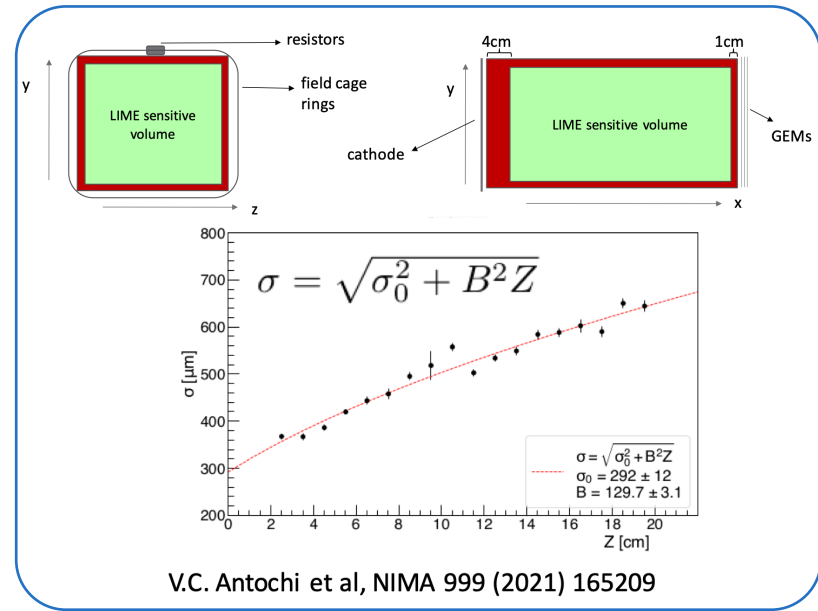 resistors
y
field cage
rings
LIME sensitive
volume
z
4cm
1cm
y
LIME sensitive volume
GEMs
cathode
x
σ = √σ₀² + B²Z
800
700
600
500
400
300
200
σ [μm]
σ = √σ₀² + B²Z
σ₀ = 292 ± 12
B = 129.7 ± 3.1
0 2 4 6 8 10 12 14 16 18 20
Z [cm]
V.C. Antochi et al, NIMA 999 (2021) 165209